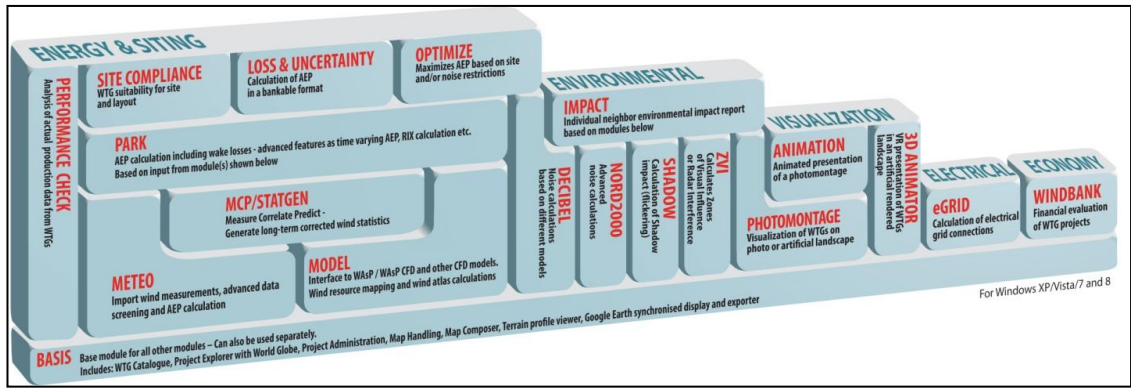 ENERGY & SITING
PERFORMANCE CHECK
Analysis of actual production data from WTGs
SITE COMPLIANCE
WTG suitability for site
and layout
LOSS & UNCERTAINTY
Calculation of AEP
in a bankable format
OPTIMIZE
Maximizes AEP based on site
and/or noise restrictions
PARK
AEP calculation including wake losses - advanced features as time varying AEP, RIX calculation etc.
Based on input from module(s) shown below
MCP/STATGEN
Measure Correlate Predict -
Generate long-term corrected wind statistics
METEO
Import wind measurements, advanced data
screening and AEP calculation
MODEL
Interface to WAsP / WAsP CFD and other CFD models.
Wind resource mapping and wind atlas calculations
DECIBEL
Noise calculations
based on different models
ENVIRONMENTAL
IMPACT
Individual neighbor environmental impact report
based on modules below
NORD2000
Advanced
noise calculations
SHADOW
Calculation of Shadow
impact (flickering)
ZVI
Calculates Zones
of Visual Influence
or Radar Interference
VISUALIZATION
ANIMATION
Animated presentation
of a photomontage
PHOTOMONTAGE
Visualization of WTGs on
photo or artificial landscape
3D ANIMATOR
VR presentation of WTGs
in an artificial rendered
landscape
ELECTRICAL
eGRID
Calculation of electrical
grid connections
ECONOMY
WINDBANK
Financial evaluation
of WTG projects
BASIS
Base module for all other modules – Can also be used separately.
Includes: WTG Catalogue, Project Explorer with World Globe, Project Administration, Map Handling, Map Composer, Terrain profile viewer, Google Earth synchronised display and exporter
For Windows XP/Vista/7 and 8